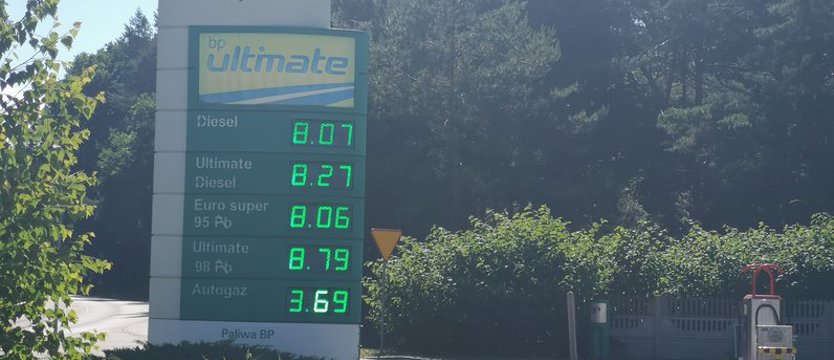 bp
ultimate
Diesel 8.07
Ultimate
Diesel 8.27
Euro super
95 Pb 8.06
Ultimate
98 Pb 8.79
Autogaz 3.69
Paliwa BP